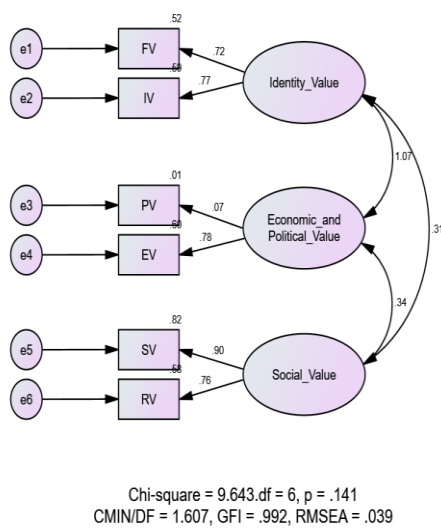 .52
e1
FV
.72
.59
e2
IV
.77
Identity_Value
1.07
.01
e3
PV
.07
.60
e4
EV
.78
Economic_and
Political_Value
.31
.34
.82
e5
SV
.90
.58
e6
RV
.76
Social_Value
Chi-square = 9.643.df = 6, p = .141
CMIN/DF = 1.607, GFI = .992, RMSEA = .039